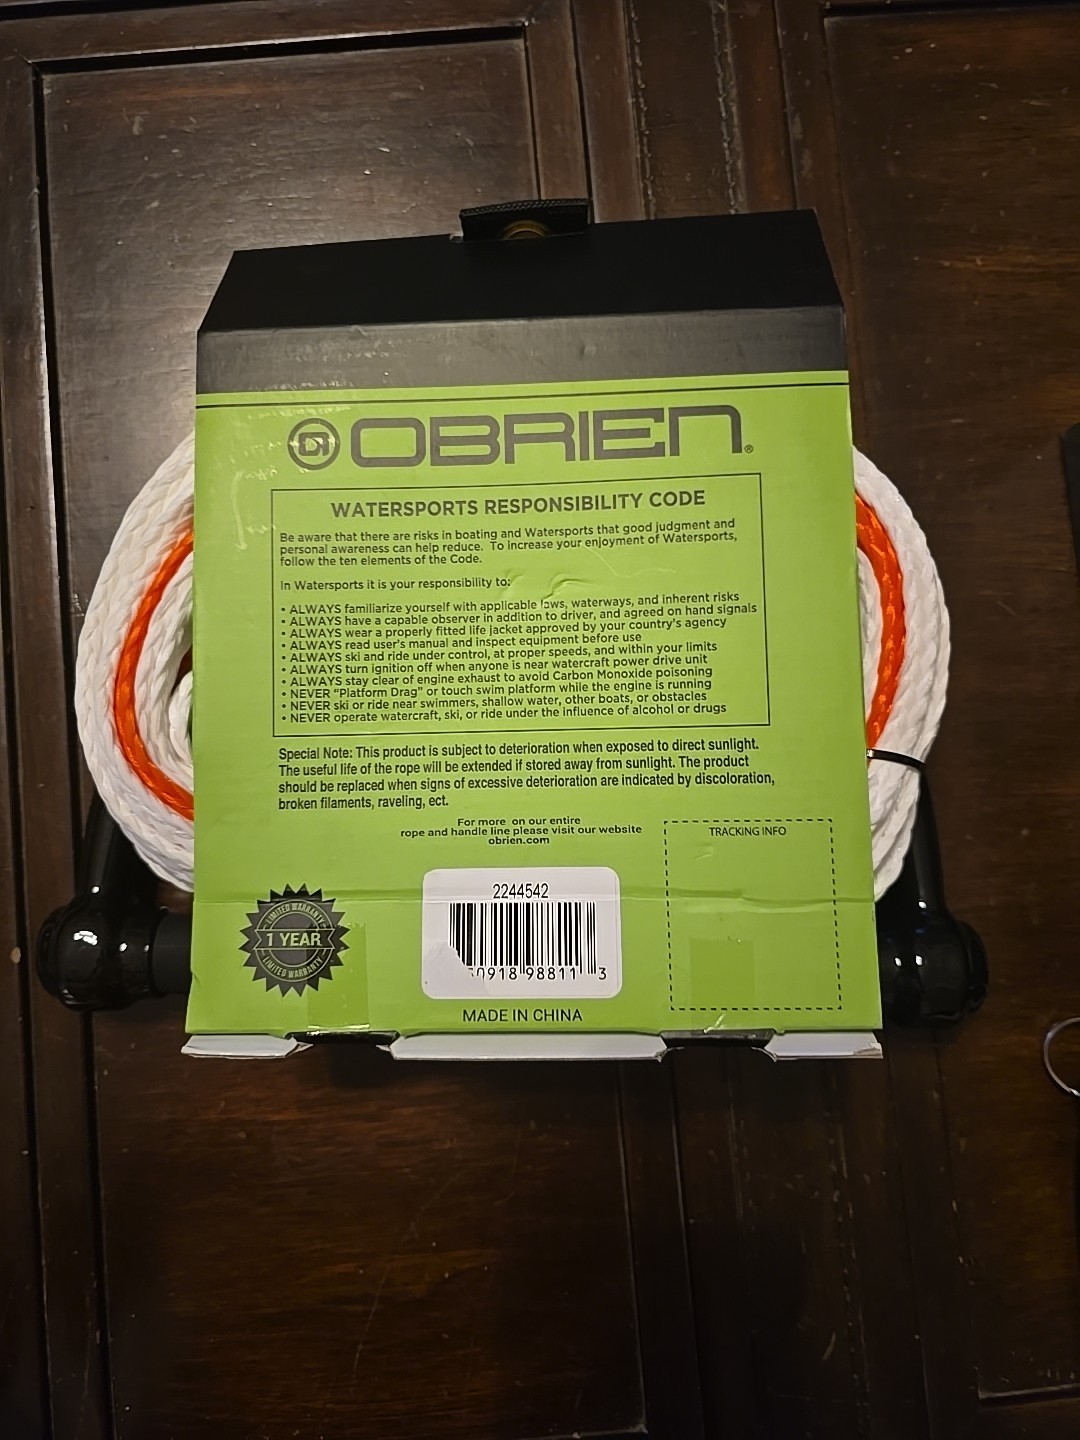 OBRIEN®
WATERSPORTS RESPONSIBILITY CODE
Be aware that there are risks in boating and Watersports that good judgment and
personal awareness can help reduce. To increase your enjoyment of Watersports,
follow the ten elements of the Code.
In Watersports it is your responsibility to:
• ALWAYS familiarize yourself with applicable laws, waterways, and inherent risks
• ALWAYS have a capable observer in addition to driver, and agreed on hand signals
• ALWAYS wear a properly fitted life jacket approved by your country's agency
• ALWAYS read user's manual and inspect equipment before use
• ALWAYS ski and ride under control, at proper speeds, and within your limits
• ALWAYS turn ignition off when anyone is near watercraft power drive unit
• ALWAYS stay clear of engine exhaust to avoid Carbon Monoxide poisoning
• NEVER "Platform Drag" or touch swim platform while the engine is running
• NEVER ski or ride near swimmers, shallow water, other boats, or obstacles
• NEVER operate watercraft, ski, or ride under the influence of alcohol or drugs
Special Note: This product is subject to deterioration when exposed to direct sunlight.
The useful life of the rope will be extended if stored away from sunlight. The product
should be replaced when signs of excessive deterioration are indicated by discoloration,
broken filaments, raveling, ect.
For more on our entire
rope and handle line please visit our website
obrien.com
TRACKING INFO
LIMITED WARRANTY
1 YEAR
LIMITED WARRANTY
2244542
0918 98811 3
MADE IN CHINA